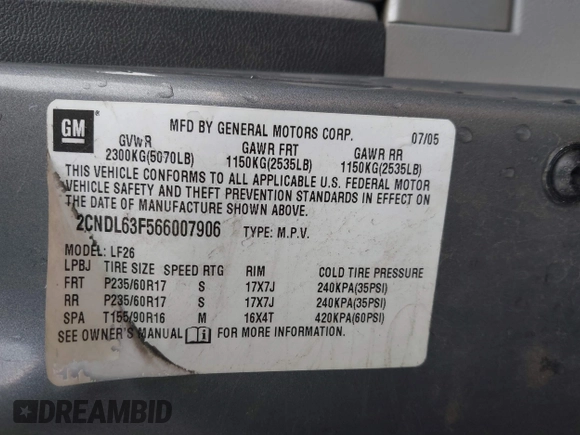 GM
MFD BY GENERAL MOTORS CORP. 07/05
GVWR GAWR FRT GAWR RR
2300KG(5070LB) 1150KG(2535LB) 1150KG(2535LB)
THIS VEHICLE CONFORMS TO ALL APPLICABLE U.S. FEDERAL MOTOR
VEHICLE SAFETY AND THEFT PREVENTION STANDARDS IN EFFECT ON
THE DATE OF MANUFACTURE SHOWN ABOVE.
2CNDL63F566007906 TYPE: M.P.V.
MODEL: LF26
LPBJ TIRE SIZE SPEED RTG RIM COLD TIRE PRESSURE
FRT P235/60R17 S 17X7J 240KPA(35PSI)
RR P235/60R17 S 17X7J 240KPA(35PSI)
SPA T155/90R16 M 16X4T 420KPA(60PSI)
SEE OWNER'S MANUAL FOR MORE INFORMATION.
DREAMBID